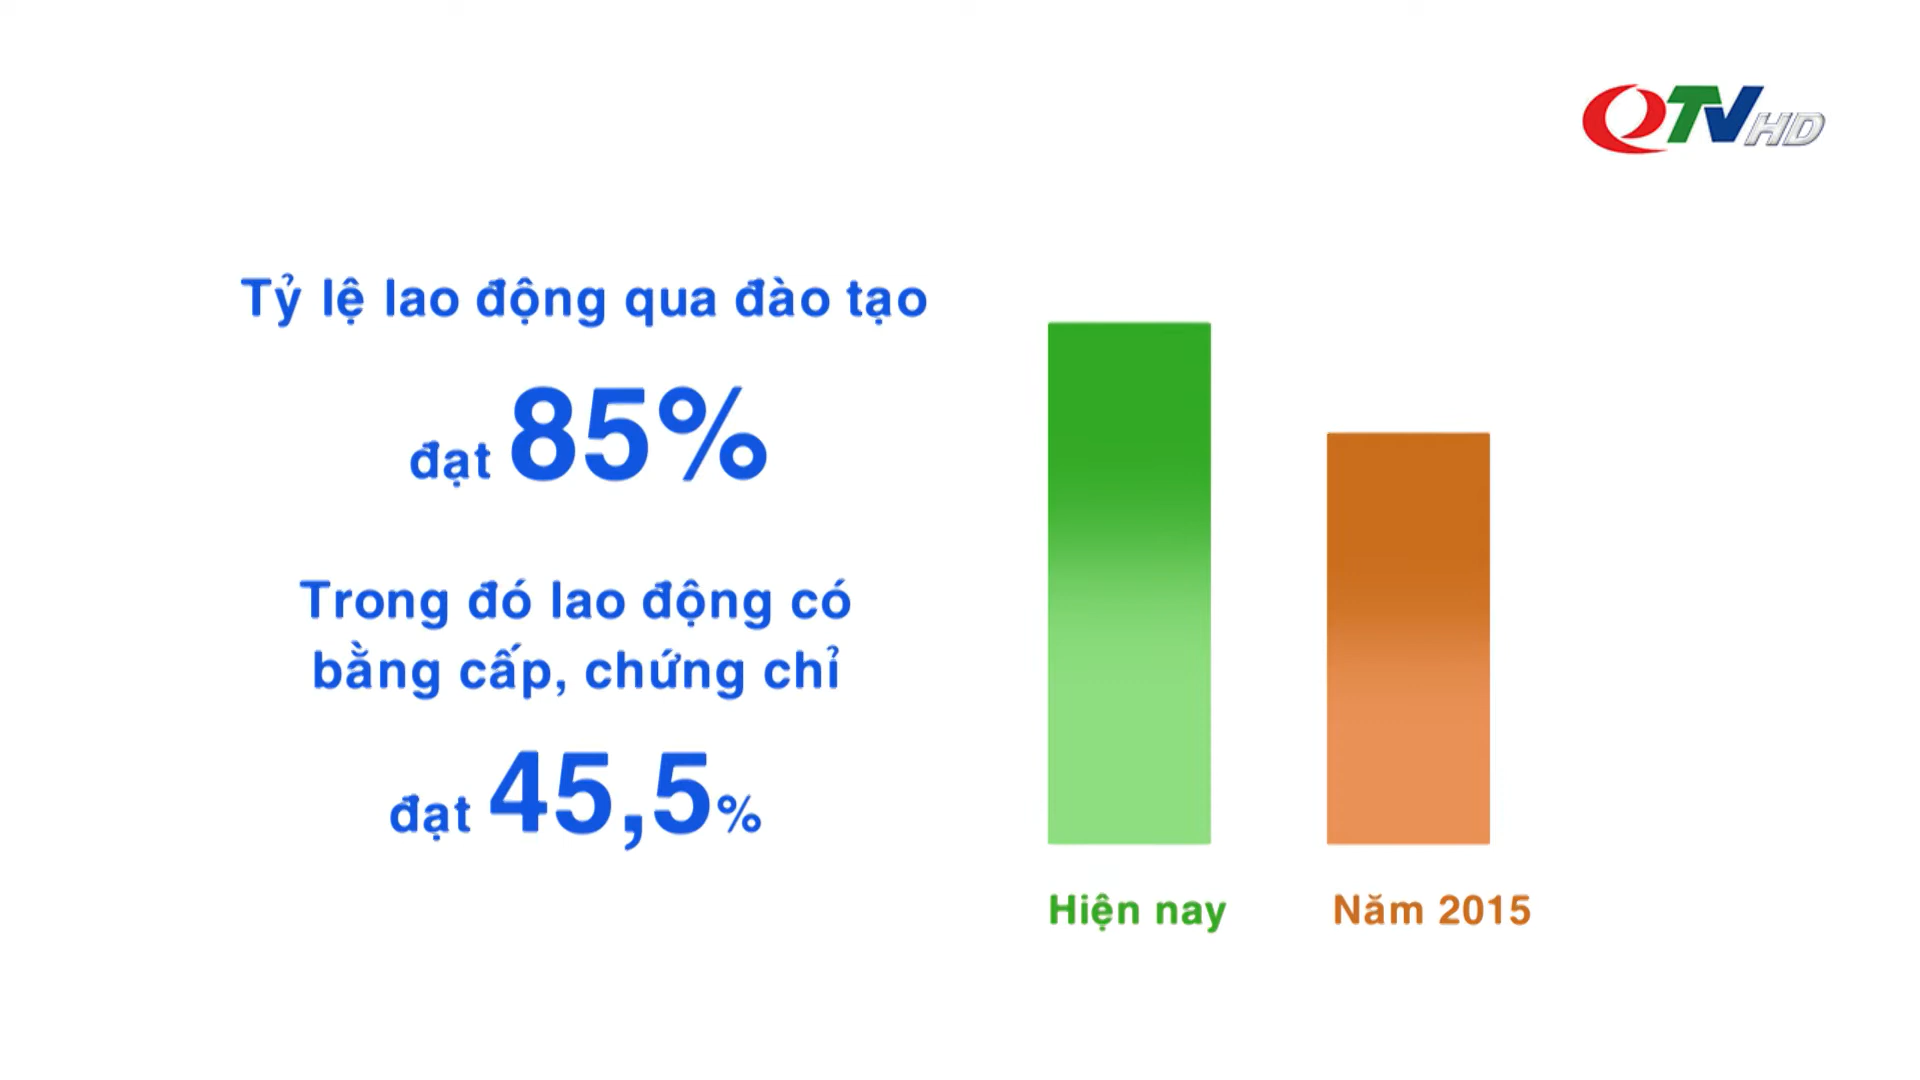 QTV HD
Tỷ lệ lao động qua đào tạo
đạt 85%
Trong đó lao động có
bằng cấp, chứng chỉ
đạt 45,5%
Hiện nay
Năm 2015